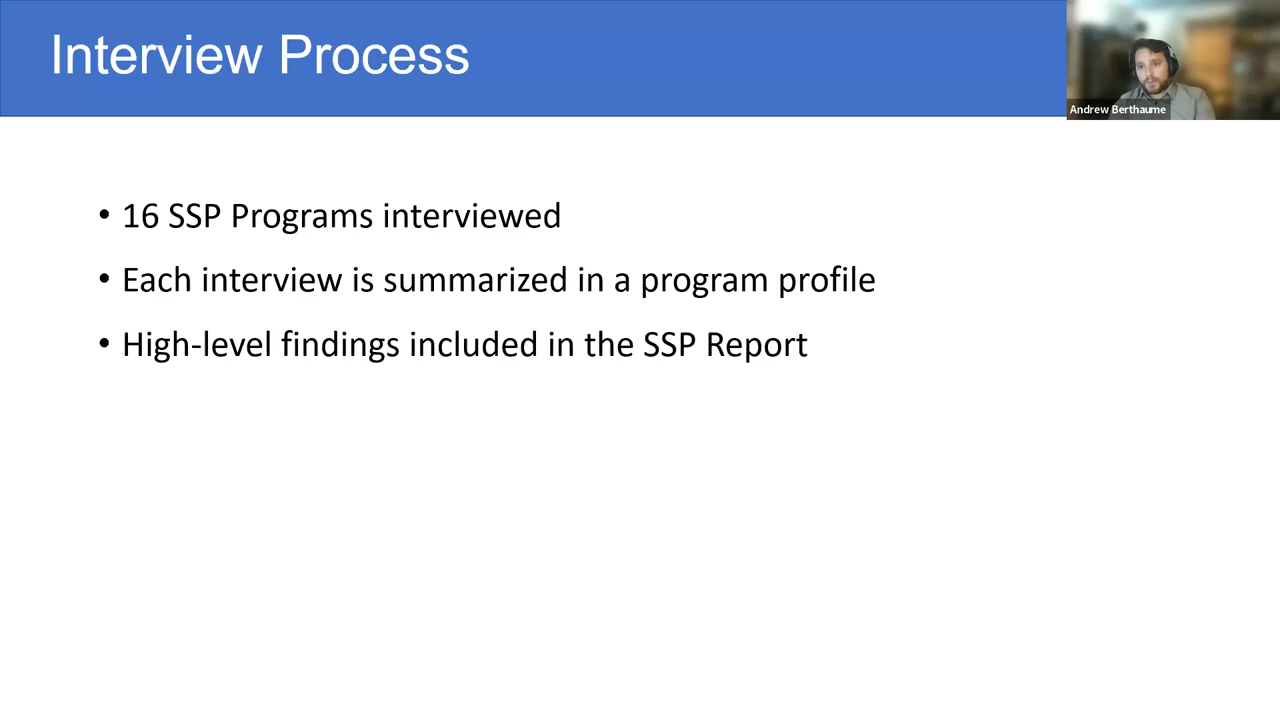 Interview Process
Andrew Berthaume
• 16 SSP Programs interviewed
• Each interview is summarized in a program profile
• High-level findings included in the SSP Report